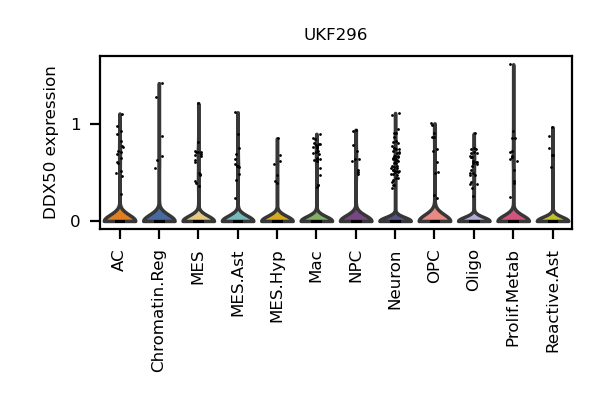 UKF296
DDX50 expression
1
0
AC
Chromatin.Reg
MES
MES.Ast
MES.Hyp
Mac
NPC
Neuron
OPC
Oligo
Prolif.Metab
Reactive.Ast